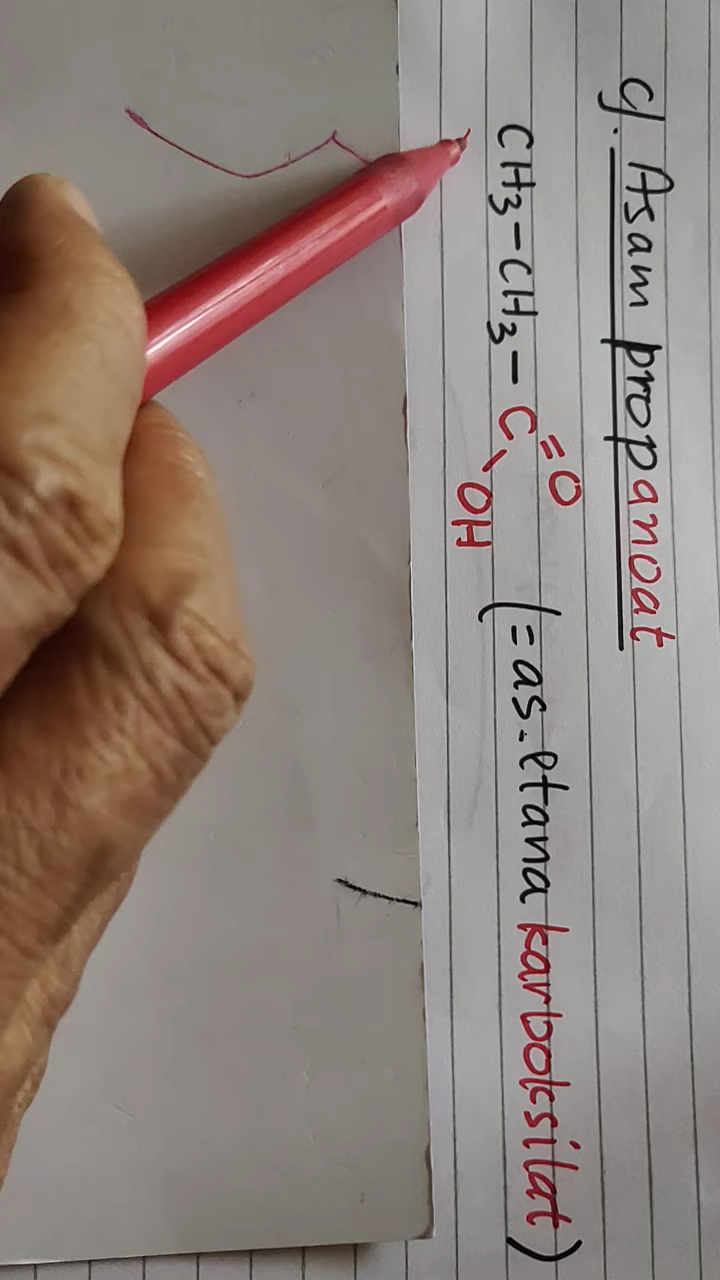 c). Asam propanoat
CH3-CH3-C=O
OH (= as. etana karboksilat)